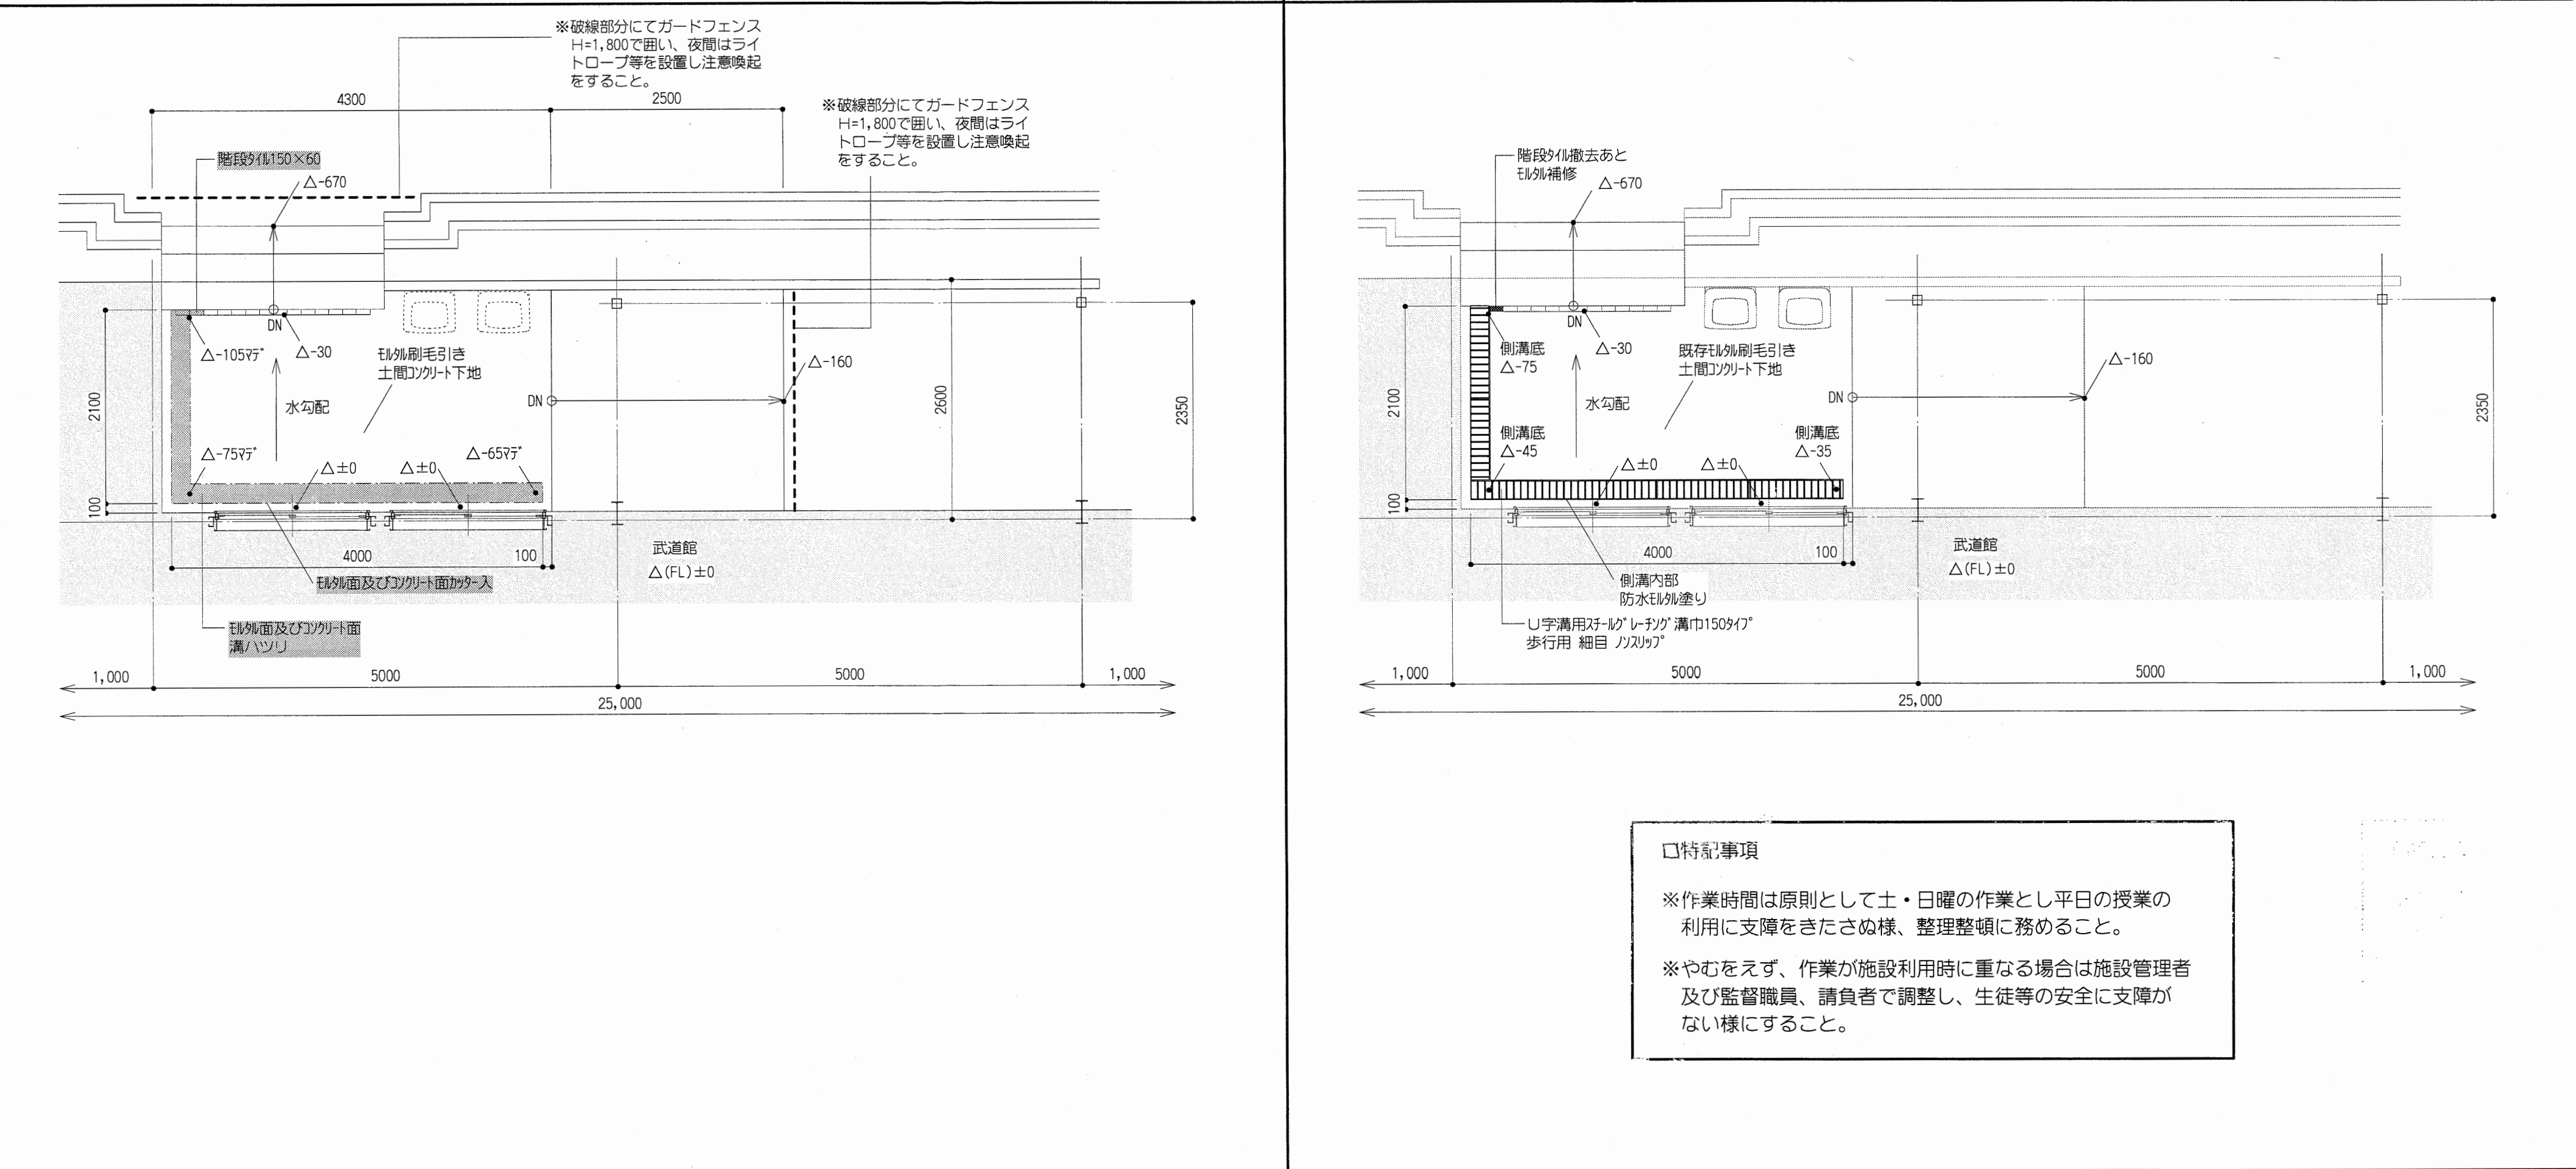 ※破線部分にてガードフェンス
H=1,800で囲い、夜間はライ
トロープ等を設置し注意喚起
をすること。
4300
2500
※破線部分にてガードフェンス
H=1,800で囲い、夜間はライ
トロープ等を設置し注意喚起
をすること。
階段ﾀｲﾙ150×60
△-670
DN
△-105ﾏﾃﾞ
△-30
ﾓﾙﾀﾙ刷毛引き
土間ｺﾝｸﾘｰﾄ下地
△-160
2100
水勾配
DN
2600
2350
△-75ﾏﾃﾞ
△±0
△±0
△-65ﾏﾃﾞ
100
4000
100
武道館
△(FL)±0
ﾓﾙﾀﾙ面及びｺﾝｸﾘｰﾄ面ｶｯﾀｰ入
ﾓﾙﾀﾙ面及びｺﾝｸﾘｰﾄ面
溝ハツリ
1,000
5000
5000
1,000
25,000
階段ﾀｲﾙ撤去あと
ﾓﾙﾀﾙ補修
△-670
DN
側溝底
△-75
△-30
既存ﾓﾙﾀﾙ刷毛引き
土間ｺﾝｸﾘｰﾄ下地
△-160
2100
水勾配
DN
2350
側溝底
△-45
△±0
△±0
側溝底
△-35
100
4000
100
武道館
△(FL)±0
側溝内部
防水ﾓﾙﾀﾙ塗り
U字溝用ｽﾁｰﾙｸﾞﾚｰﾁﾝｸﾞ溝巾150ﾀｲﾌﾟ
歩行用 細目 ﾉﾝｽﾘｯﾌﾟ
1,000
5000
5000
1,000
25,000
□特記事項
※作業時間は原則として土・日曜の作業とし平日の授業の
利用に支障をきたさぬ様、整理整頓に務めること。
※やむをえず、作業が施設利用時に重なる場合は施設管理者
及び監督職員、請負者で調整し、生徒等の安全に支障が
ない様にすること。